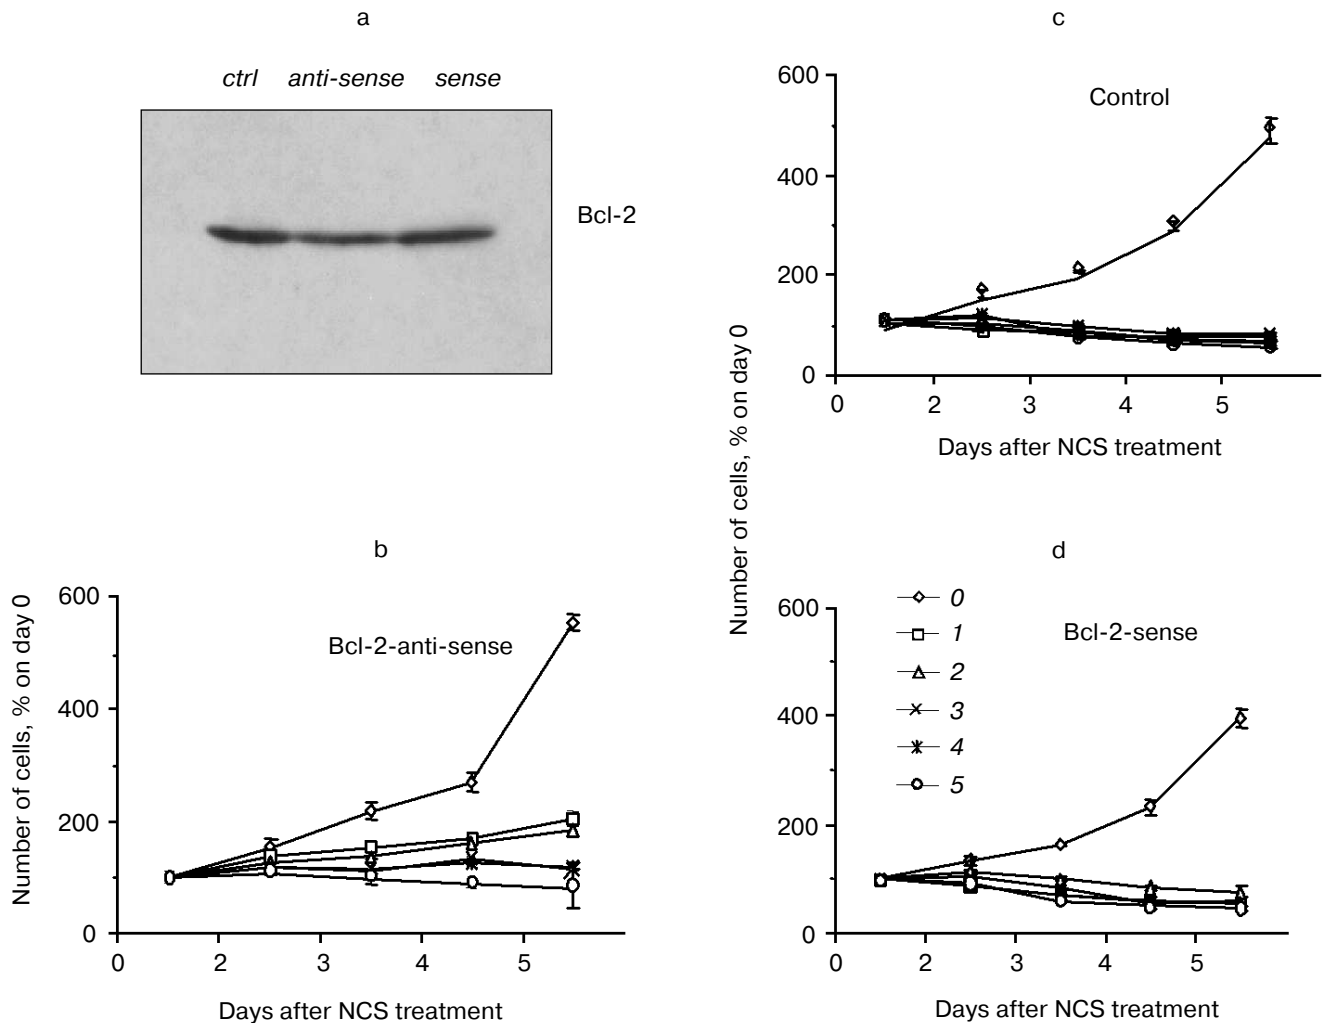 a
ctrl anti-sense sense
Bcl-2
b
Number of cells, % on day 0
600
400
200
0
Bcl-2-anti-sense
0 2 3 4 5
Days after NCS treatment
c
Number of cells, % on day 0
600
400
200
0
Control
0 2 3 4 5
Days after NCS treatment
d
600
400
200
0
0
1
2
3
4
5
Bcl-2-sense
0 2 3 4 5
Days after NCS treatment